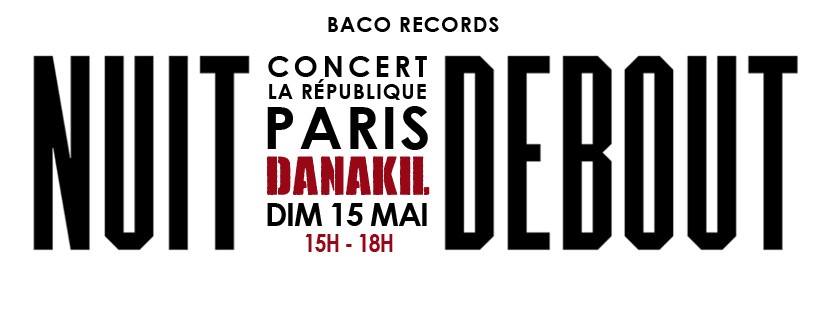 BACO RECORDS
NUIT DEBOUT
CONCERT
LA RÉPUBLIQUE
PARIS
DANAKIL
DIM 15 MAI
15H - 18H